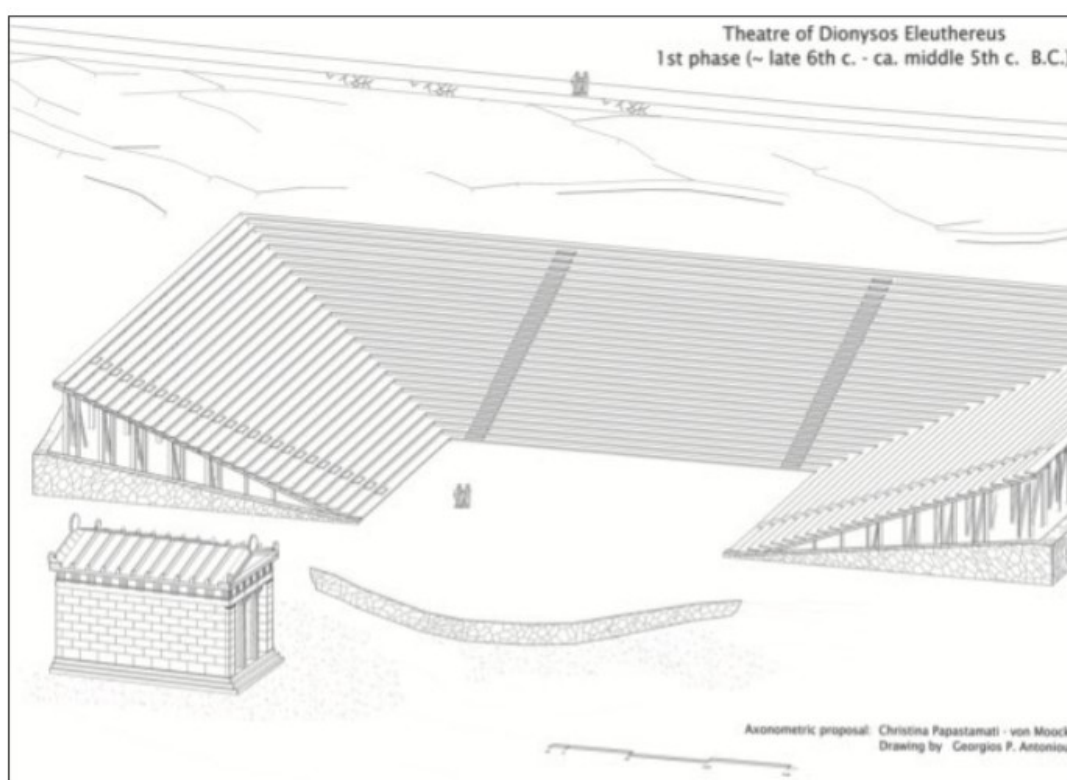 Theatre of Dionysos Eleuthereus
1st phase (~ late 6th c. - ca. middle 5th c. B.C.)
Axonometric proposal: Christina Papastamati - von Moock
Drawing by Georgios P. Antoniou